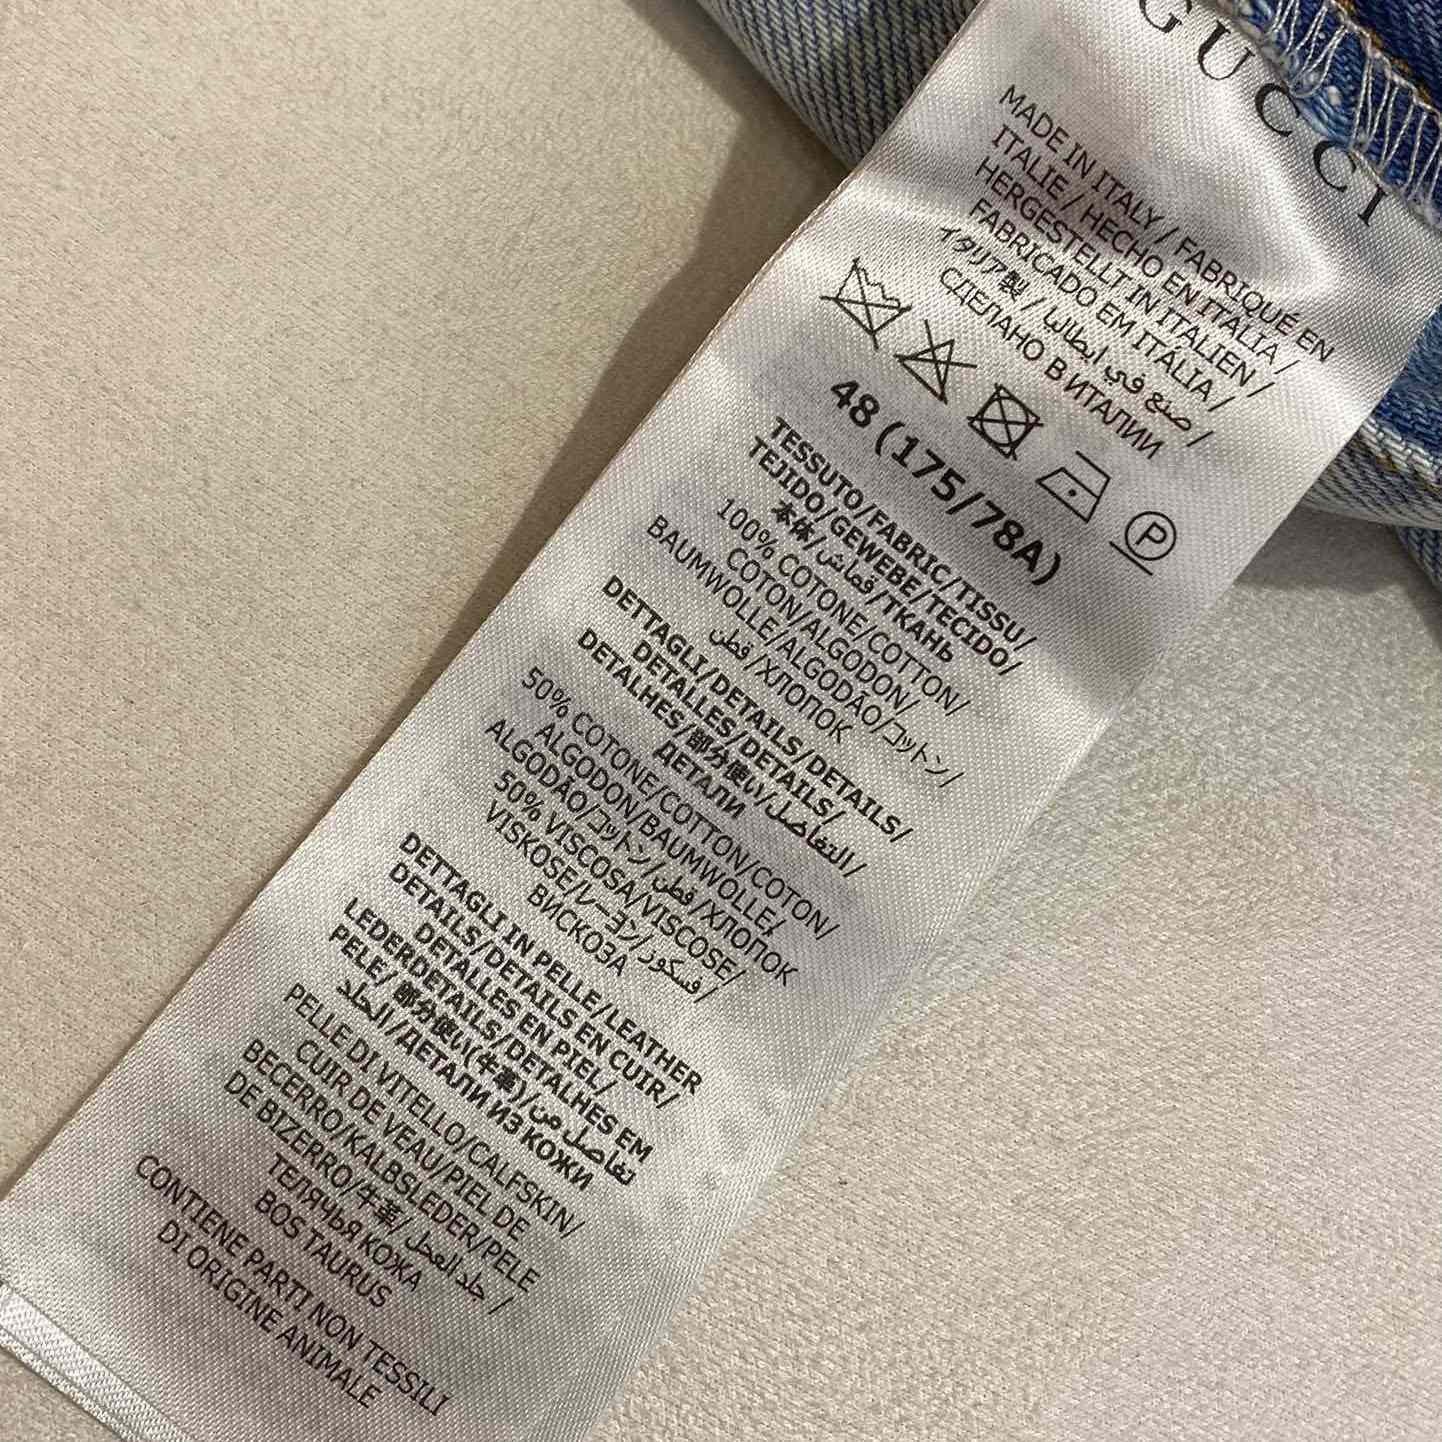 GUCCI
MADE IN ITALY / FABRIQUÉ EN
ITALIE / HECHO EN ITALIA /
HERGESTELLT IN ITALIEN /
FABRICADO EM ITÁLIA /
イタリア製 / صنع في ايطاليا /
СДЕЛАНО В ИТАЛИИ
P
48 (175/78A)
TESSUTO/FABRIC/TISSU/
TEJIDO/GEWEBE/TECIDO/
本体/قماش/ТКАНЬ
100% COTONE/COTTON/
COTON/ALGODON/
BAUMWOLLE/ALGODÃO/コットン/
قطن/ХЛОПОК
DETTAGLI/DETAILS/DETAILS/
DETALLES/DETAILS/
DETALHES/部分使い/التفاصل/
ДЕТАЛИ
50% COTONE/COTTON/COTON/
ALGODON/BAUMWOLLE/
ALGODÃO/コットン/قطن/ХЛОПОК
50% VISCOSA/VISCOSE/
VISKOSE/レーヨン/فسكوز/
ВИСКОЗА
DETTAGLI IN PELLE/LEATHER
DETAILS/DETAILS EN CUIR/
DETALLES EN PIEL/
LEDERDETAILS/DETALHES EM
PELE/部分使い(牛革)/تفاصل من
الجلد/ДЕТАЛИ ИЗ КОЖИ
PELLE DI VITELLO/CALFSKIN/
CUIR DE VEAU/PIEL DE
BECERRO/KALBSLEDER/PELE
DE BIZERRO/牛革/جلد العجل /
ТЕЛЯЧЬЯ КОЖА
BOS TAURUS
CONTIENE PARTI NON TESSILI
DI ORIGINE ANIMALE